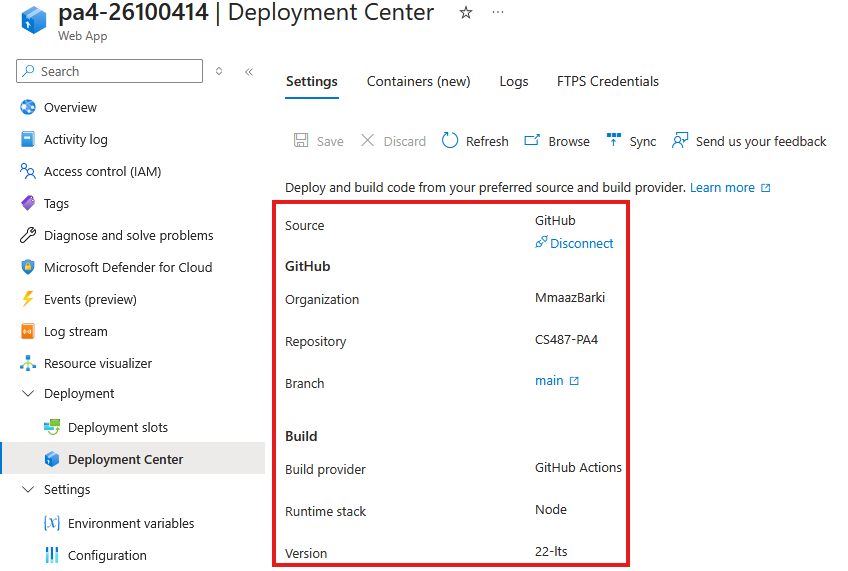 pa4-26100414 | Deployment Center ☆ ···
Web App
Search
Overview
Activity log
Access control (IAM)
Tags
Diagnose and solve problems
Microsoft Defender for Cloud
Events (preview)
Log stream
Resource visualizer
Deployment
Deployment slots
Deployment Center
Settings
Environment variables
Configuration
Settings Containers (new) Logs FTPS Credentials
Save Discard Refresh Browse Sync Send us your feedback
Deploy and build code from your preferred source and build provider. Learn more
Source GitHub
Disconnect
GitHub
Organization MmaazBarki
Repository CS487-PA4
Branch main
Build
Build provider GitHub Actions
Runtime stack Node
Version 22-lts